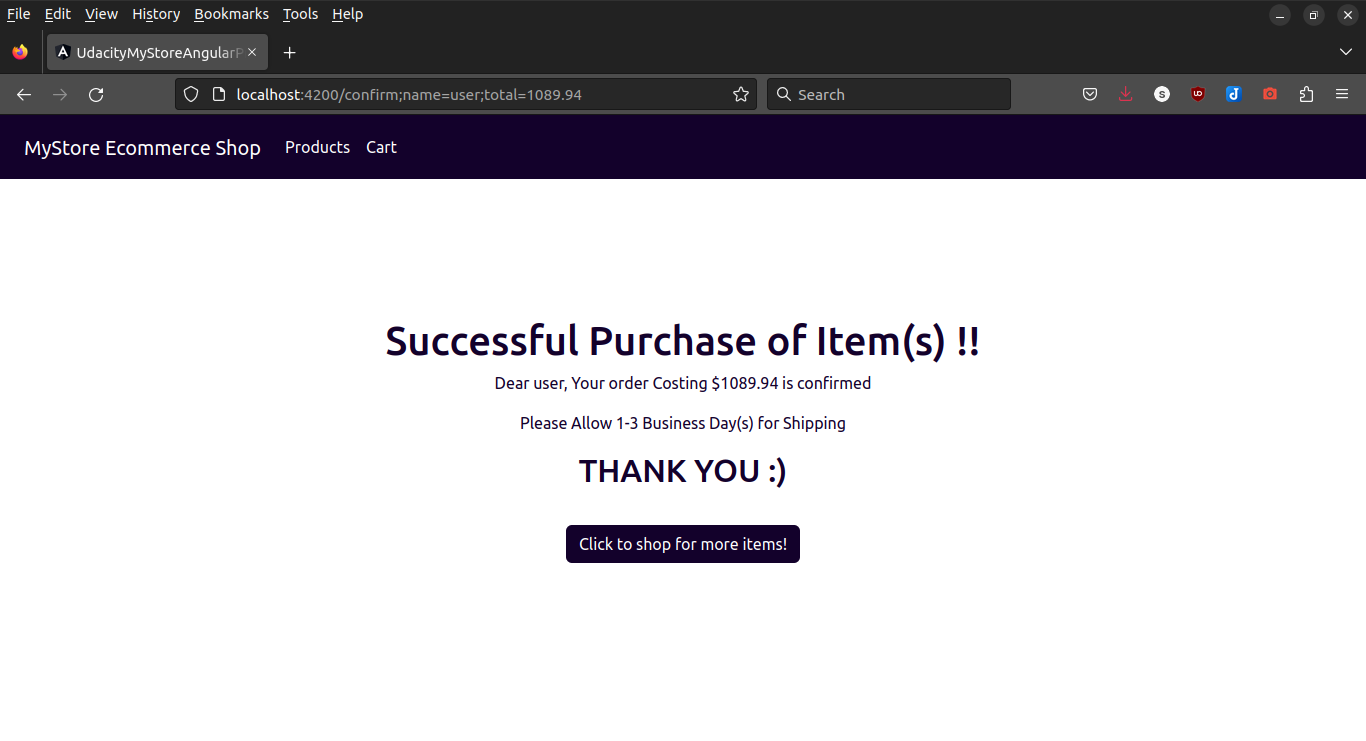 File Edit View History Bookmarks Tools Help
UdacityMyStoreAngularP
localhost:4200/confirm;name=user;total=1089.94
Search
MyStore Ecommerce Shop Products Cart
Successful Purchase of Item(s) !!
Dear user, Your order Costing $1089.94 is confirmed
Please Allow 1-3 Business Day(s) for Shipping
THANK YOU :)
Click to shop for more items!